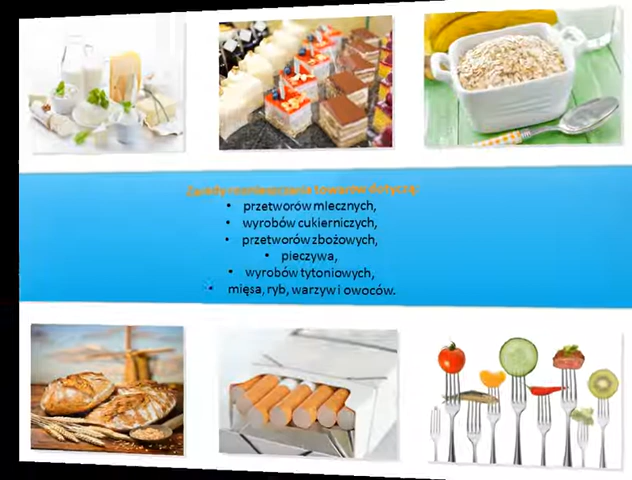 Zasady rozmieszczania towarów dotyczą:
• przetworów mlecznych,
• wyrobów cukierniczych,
• przetworów zbożowych,
• pieczywa,
• wyrobów tytoniowych,
• mięsa, ryb, warzyw i owoców.